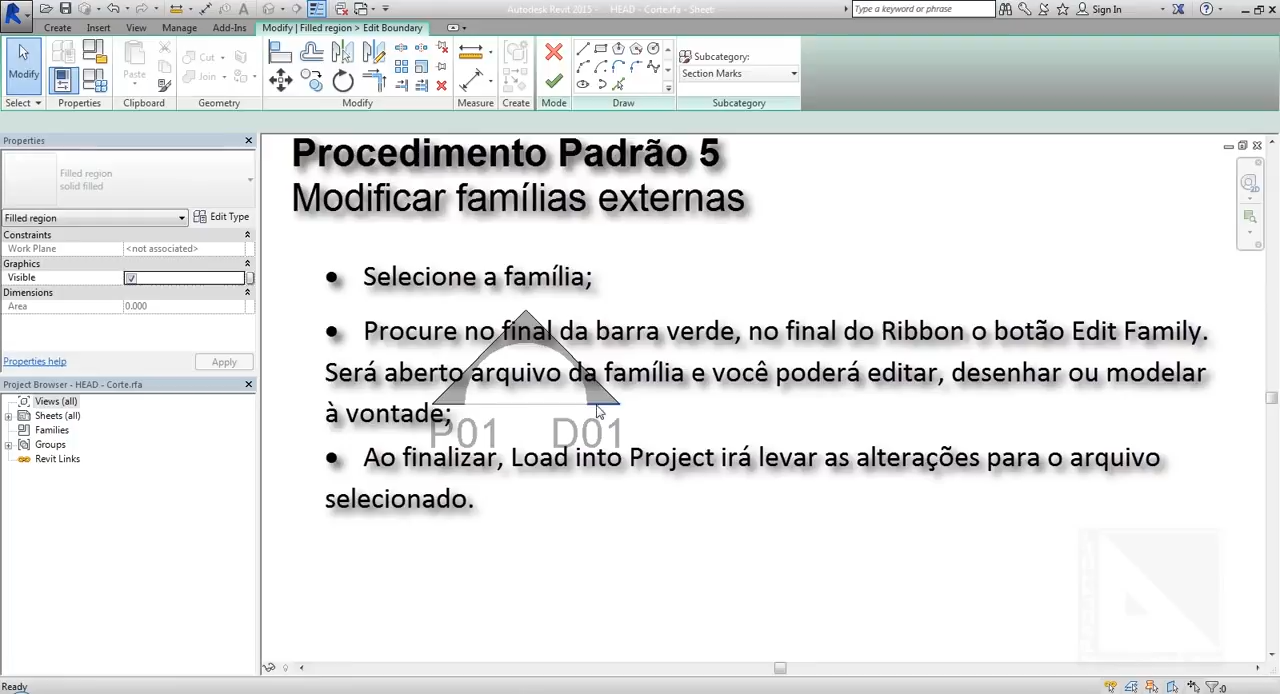 Autodesk Revit 2015 - HEAD - Corte.rfa - Sheet:
Type a keyword or phrase
Sign In
Create
Insert
View
Manage
Add-Ins
Modify | Filled region > Edit Boundary
Modify
Paste
Cut
Join
Subcategory:
Section Marks
Select
Properties
Clipboard
Geometry
Modify
Measure
Create
Mode
Draw
Subcategory
Properties
Filled region
solid filled
Filled region
Edit Type
Constraints
Work Plane
<not associated>
Graphics
Visible
Dimensions
Area
0.000
Properties help
Apply
Project Browser - HEAD - Corte.rfa
Views (all)
Sheets (all)
Families
Groups
Revit Links
Procedimento Padrão 5
Modificar famílias externas
• Selecione a família;
• Procure no final da barra verde, no final do Ribbon o botão Edit Family.
Será aberto arquivo da família e você poderá editar, desenhar ou modelar
à vontade;
P01 D01
• Ao finalizar, Load into Project irá levar as alterações para o arquivo
selecionado.
2D
Ready
:0